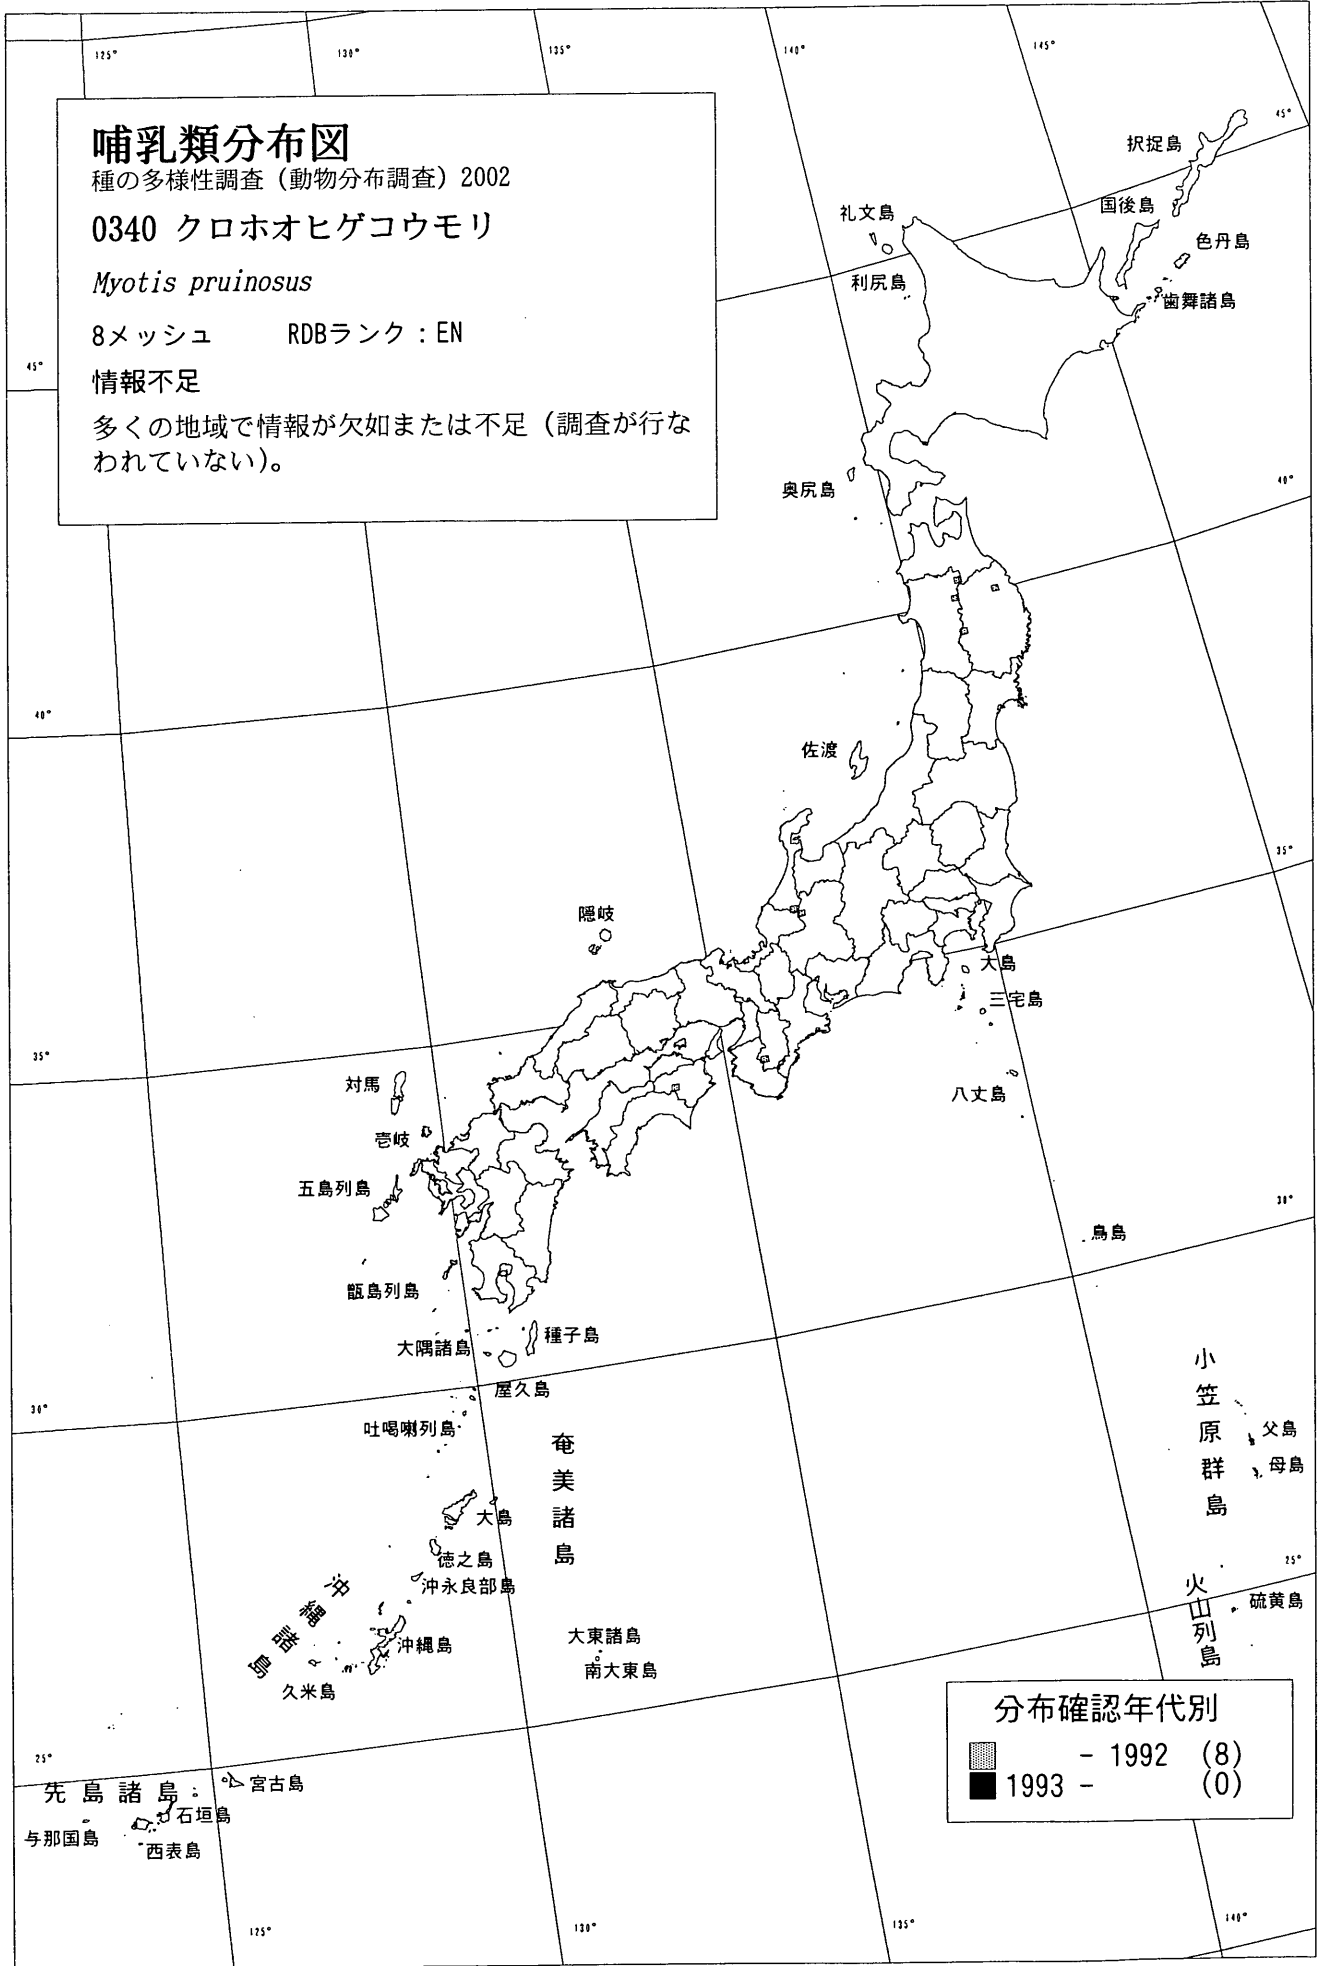 125°
130°
135°
140°
145°
哺乳類分布図
種の多様性調査（動物分布調査）2002
0340 クロホオヒゲコウモリ
Myotis pruinosus
8メッシュ RDBランク：EN
情報不足
多くの地域で情報が欠如または不足（調査が行な
われていない）。
45°
択捉島
国後島
色丹島
歯舞諸島
礼文島
利尻島
45°
奥尻島
40°
40°
佐渡
35°
隠岐
大島
三宅島
八丈島
35°
対馬
壱岐
五島列島
甑島列島
30°
鳥島
大隅諸島
種子島
屋久島
30°
吐喝喇列島
奄美諸島
大島
徳之島
沖永良部島
沖縄諸島
沖縄島
久米島
大東諸島
南大東島
小笠原群島
父島
母島
25°
火山列島
硫黄島
25°
先島諸島
宮古島
石垣島
与那国島
西表島
分布確認年代別
- 1992 (8)
1993 - (0)
125°
130°
135°
140°